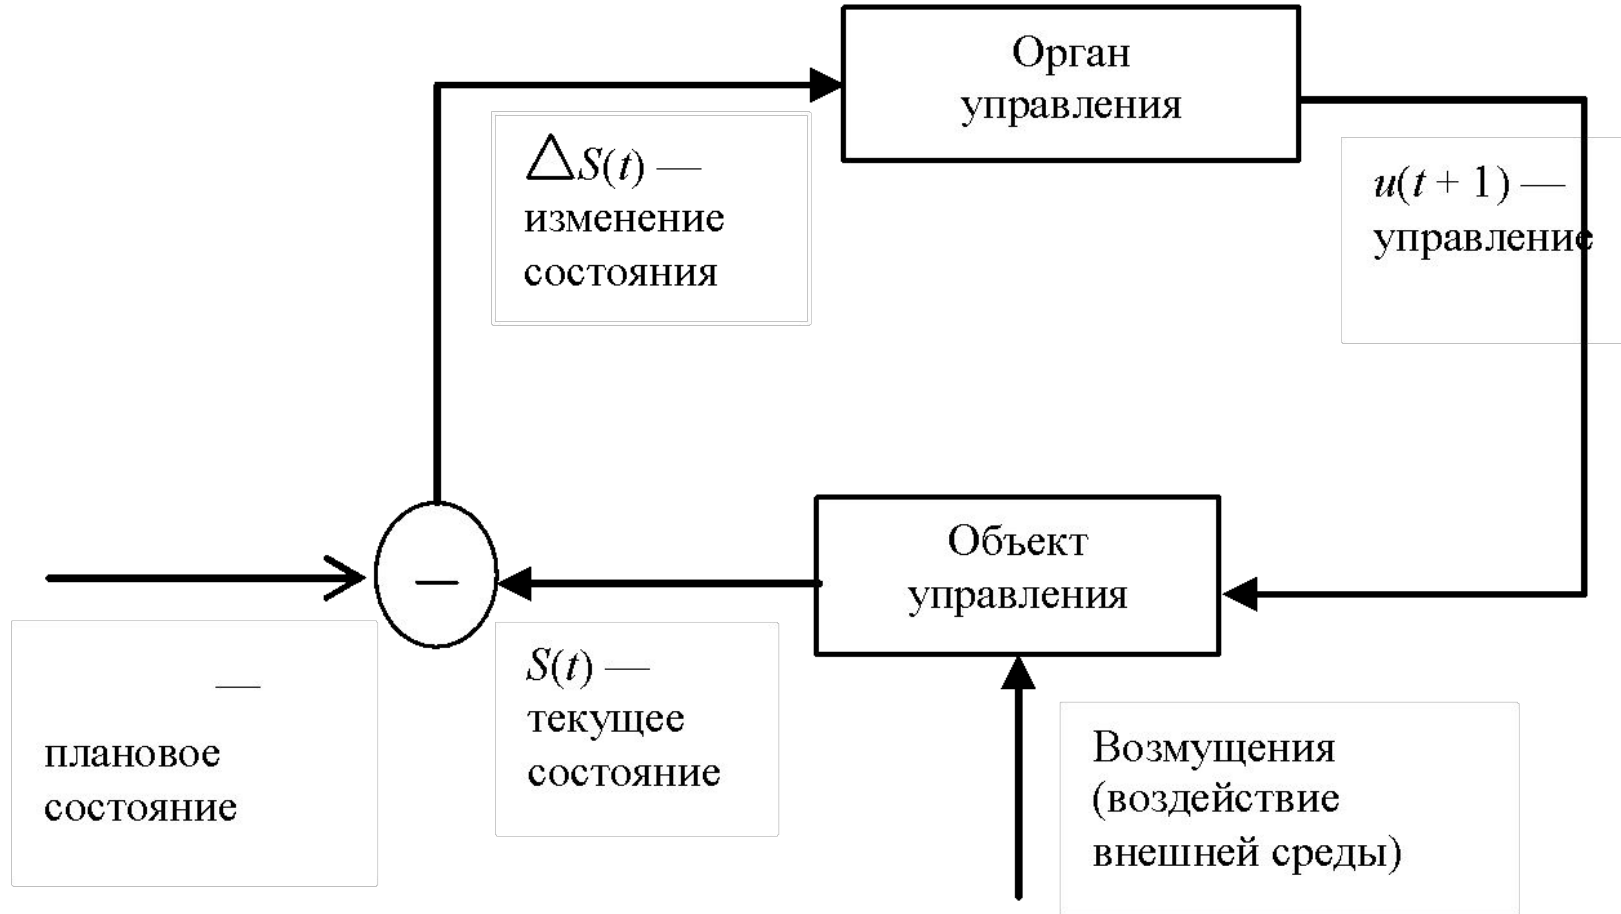 Орган
управления
△S(t) —
изменение
состояния
u(t + 1) —
управление
—
Объект
управления
—
плановое
состояние
S(t) —
текущее
состояние
Возмущения
(воздействие
внешней среды)